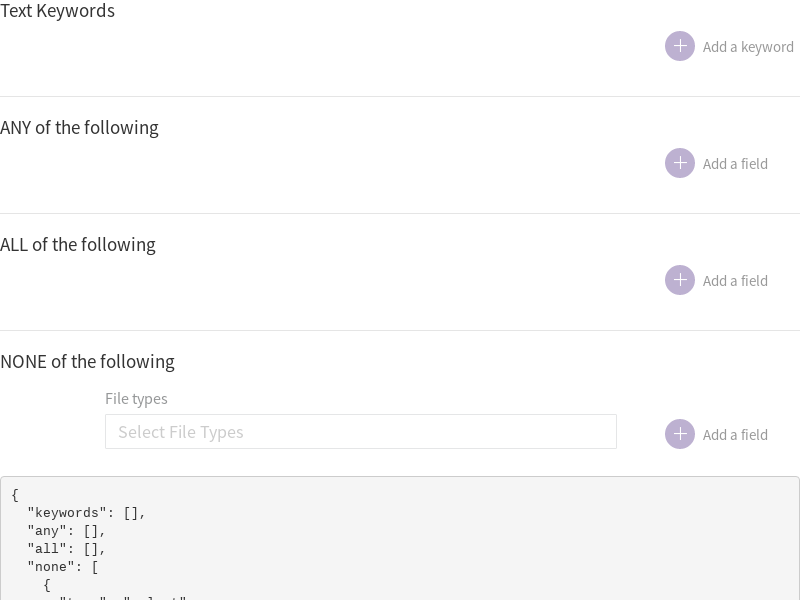 Text Keywords
Add a keyword
ANY of the following
Add a field
ALL of the following
Add a field
NONE of the following
File types
Select File Types
Add a field
{
"keywords": [],
"any": [],
"all": [],
"none": [
{